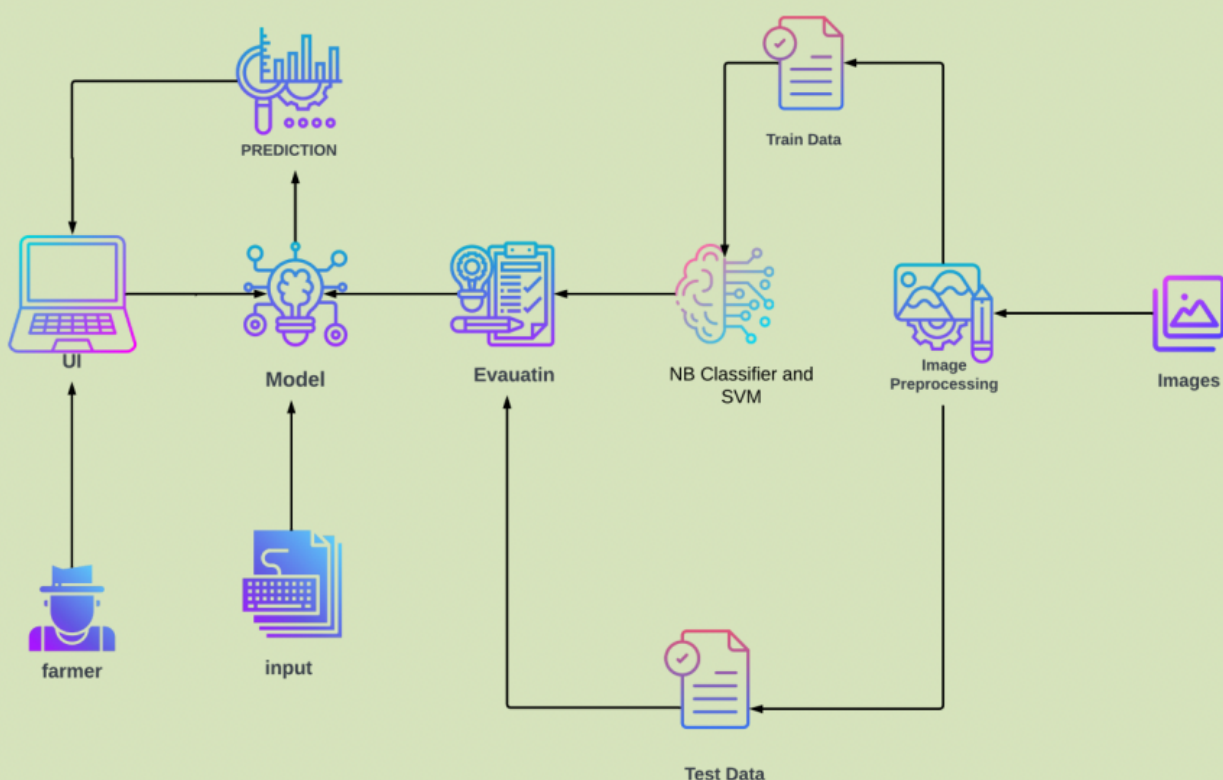 PREDICTION
Train Data
UI
Model
Evauatin
NB Classifier and
SVM
Image
Preprocessing
Images
farmer
input
Test Data